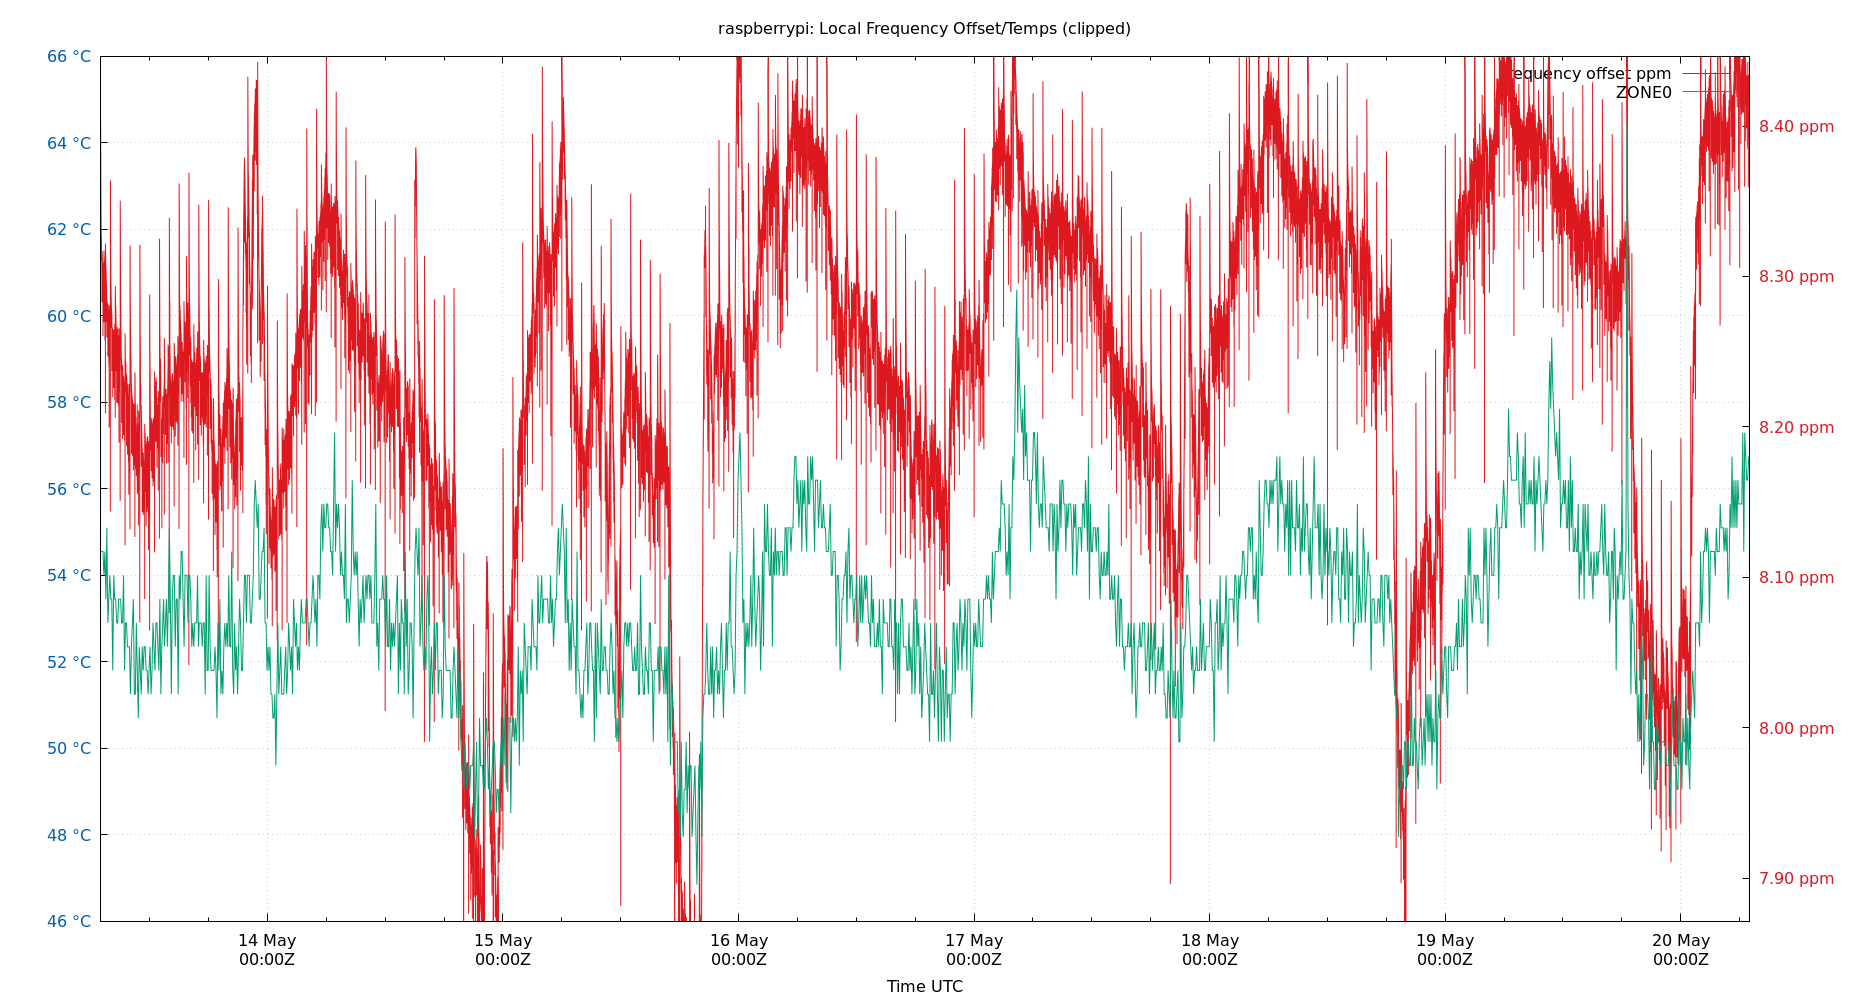 raspberrypi: Local Frequency Offset/Temps (clipped)
66 °C
64 °C
62 °C
60 °C
58 °C
56 °C
54 °C
52 °C
50 °C
48 °C
46 °C
equency offset ppm
ZONE0
8.40 ppm
8.30 ppm
8.20 ppm
8.10 ppm
8.00 ppm
7.90 ppm
14 May
00:00Z
15 May
00:00Z
16 May
00:00Z
17 May
00:00Z
18 May
00:00Z
19 May
00:00Z
20 May
00:00Z
Time UTC